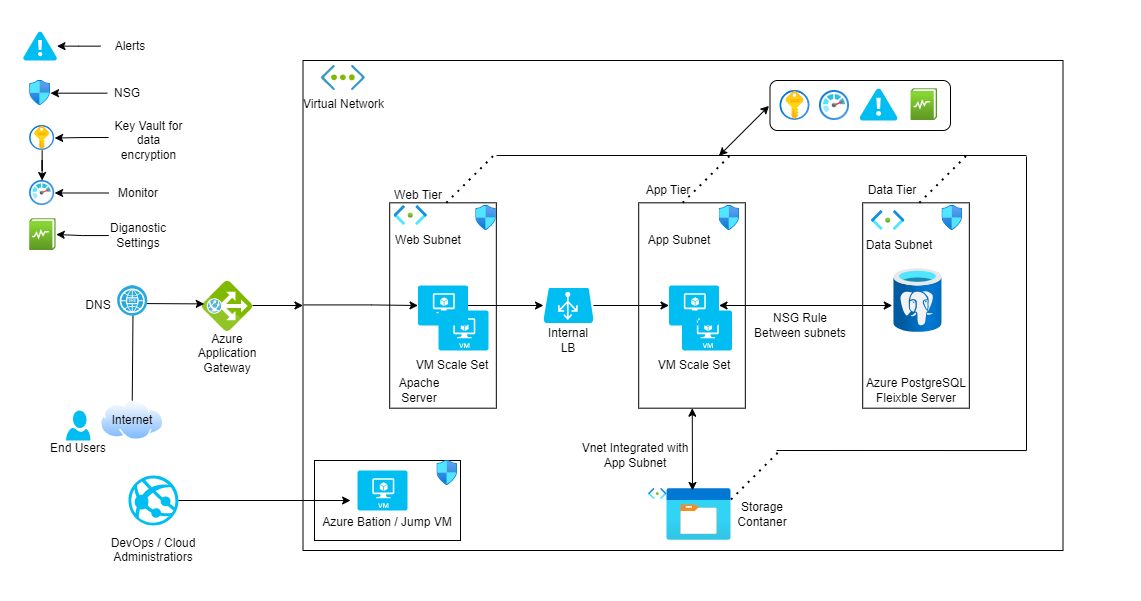 Alerts
NSG
Key Vault for
data
encryption
Monitor
Diganostic
Settings
Virtual Network
Web Tier
App Tier
Data Tier
Web Subnet
App Subnet
Data Subnet
DNS
Azure
Application
Gateway
VM
VM Scale Set
Apache
Server
Internal
LB
VM
VM Scale Set
NSG Rule
Between subnets
Azure PostgreSQL
Fleixble Server
Internet
End Users
Vnet Integrated with
App Subnet
Storage
Contaner
VM
Azure Bation / Jump VM
DevOps / Cloud
Administratiors